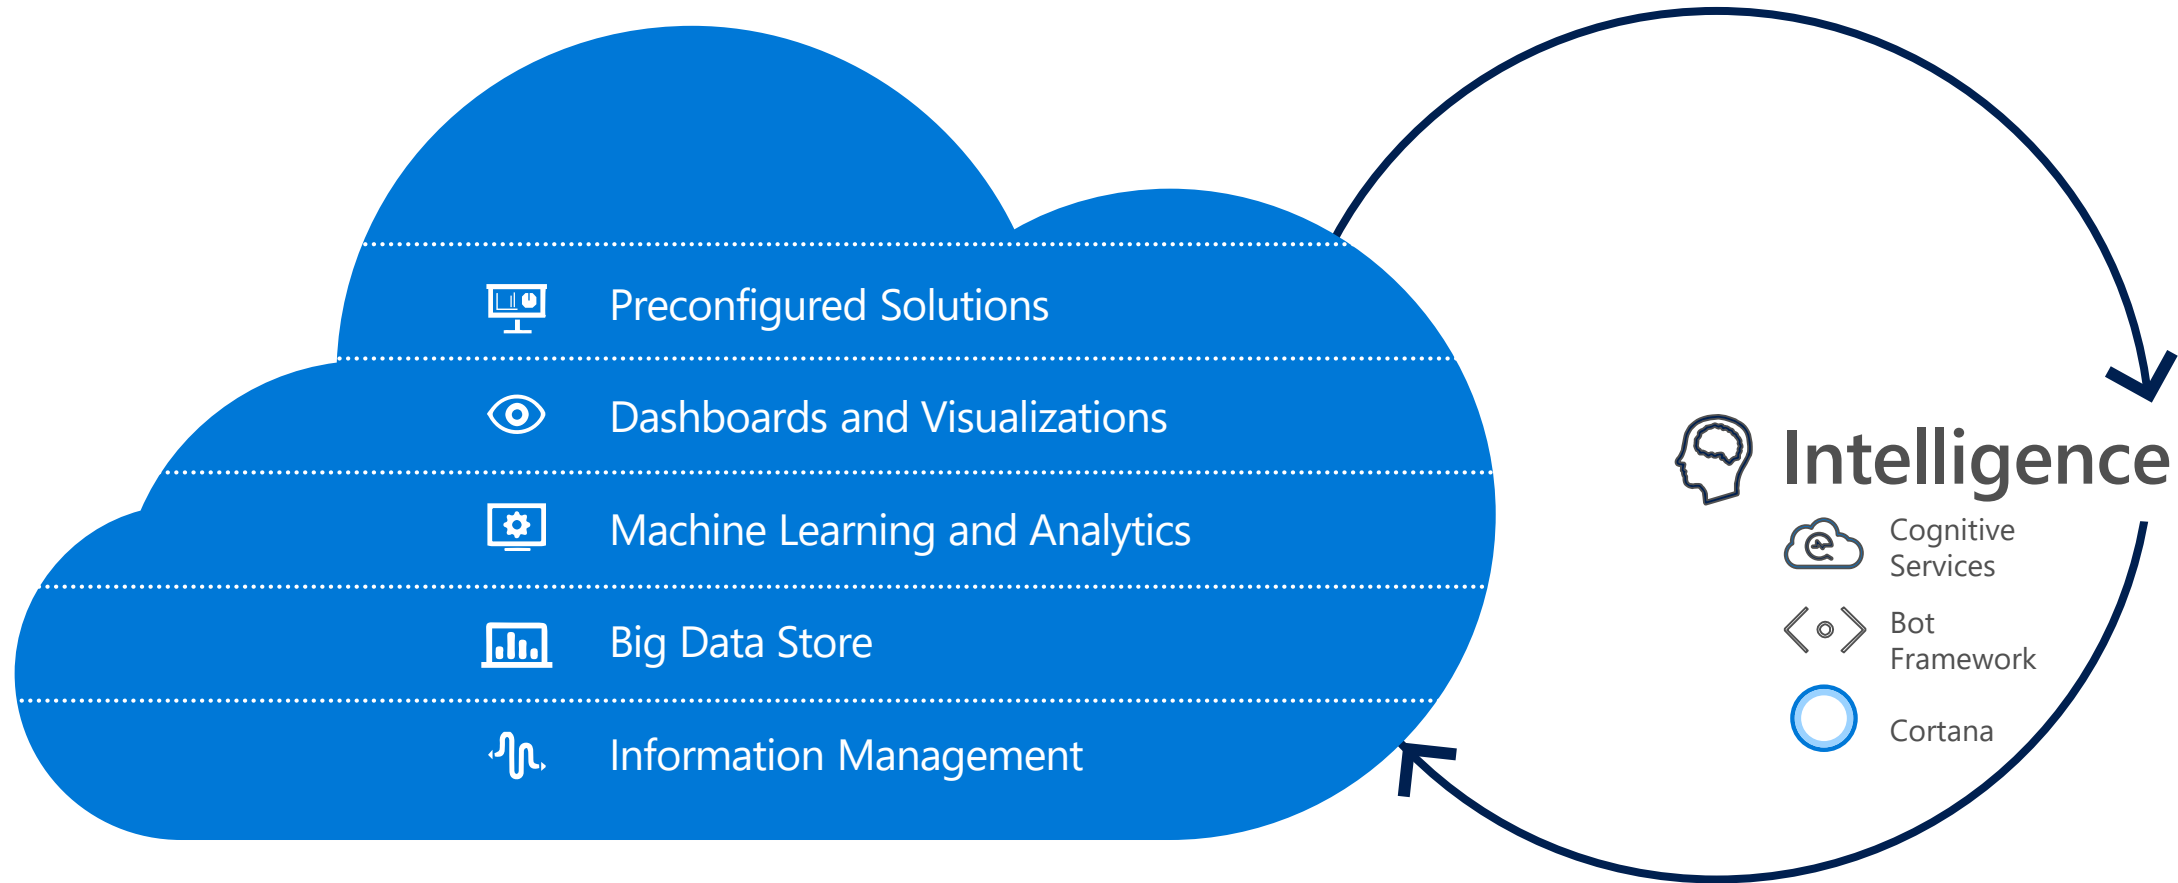 Preconfigured Solutions
Dashboards and Visualizations
Machine Learning and Analytics
Big Data Store
Information Management
Intelligence
Cognitive
Services
Bot
Framework
Cortana